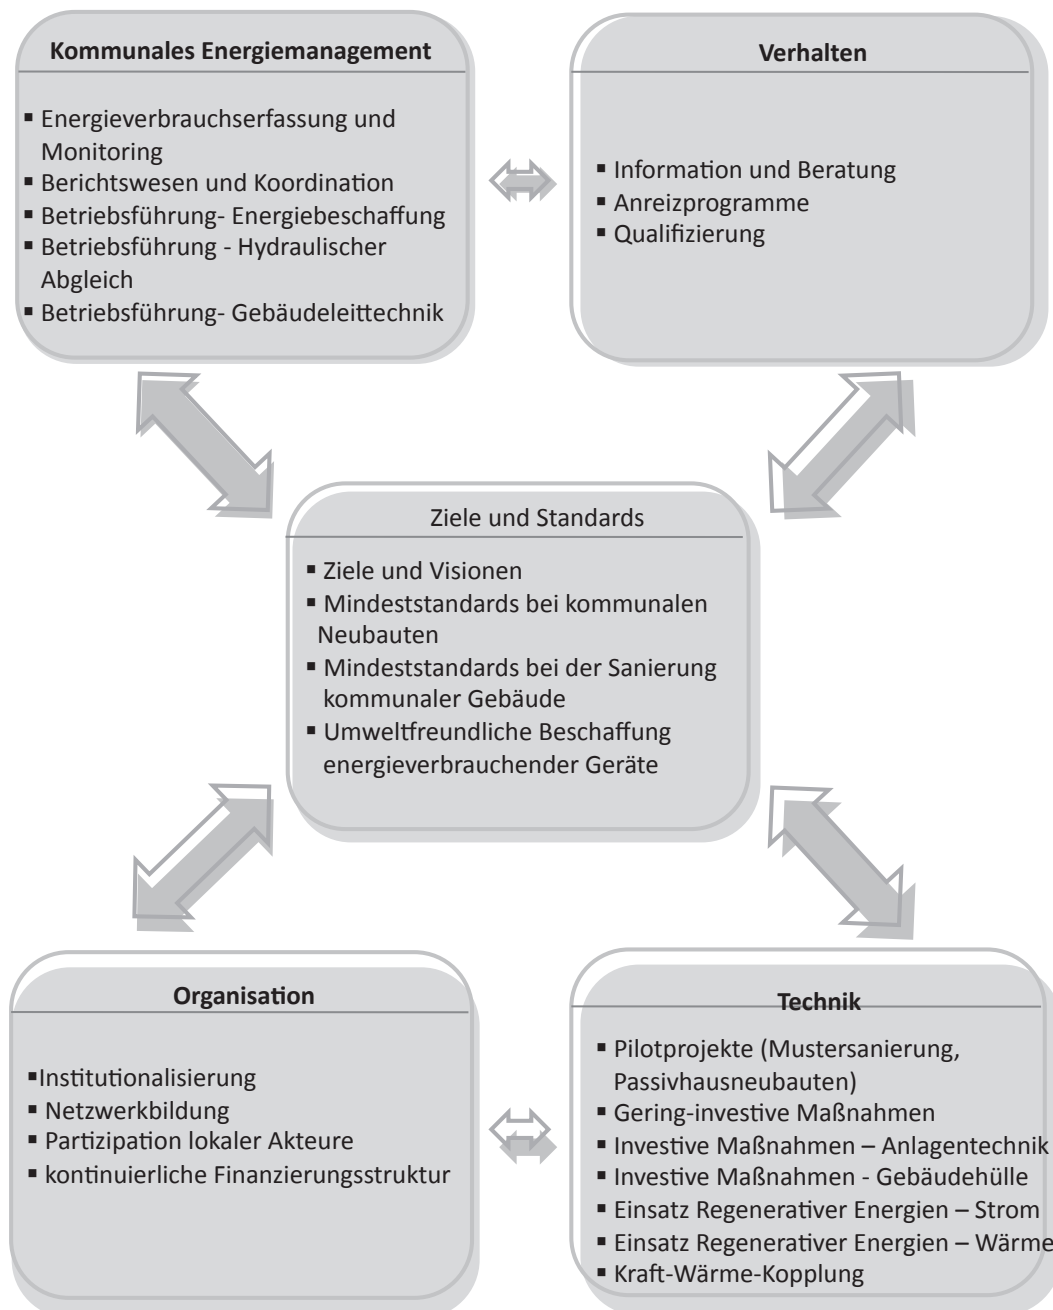 Kommunales Energiemanagement
▪ Energieverbrauchserfassung und
Monitoring
▪ Berichtswesen und Koordination
▪ Betriebsführung- Energiebeschaffung
▪ Betriebsführung - Hydraulischer
Abgleich
▪ Betriebsführung- Gebäudeleittechnik
Verhalten
▪ Information und Beratung
▪ Anreizprogramme
▪ Qualifizierung
Ziele und Standards
▪ Ziele und Visionen
▪ Mindeststandards bei kommunalen
Neubauten
▪ Mindeststandards bei der Sanierung
kommunaler Gebäude
▪ Umweltfreundliche Beschaffung
energieverbrauchender Geräte
Organisation
▪Institutionalisierung
▪ Netzwerkbildung
▪ Partizipation lokaler Akteure
▪ kontinuierliche Finanzierungsstruktur
Technik
▪ Pilotprojekte (Mustersanierung,
Passivhausneubauten)
▪ Gering-investive Maßnahmen
▪ Investive Maßnahmen – Anlagentechnik
▪ Investive Maßnahmen - Gebäudehülle
▪ Einsatz Regenerativer Energien – Strom
▪ Einsatz Regenerativer Energien – Wärme
▪ Kraft-Wärme-Kopplung